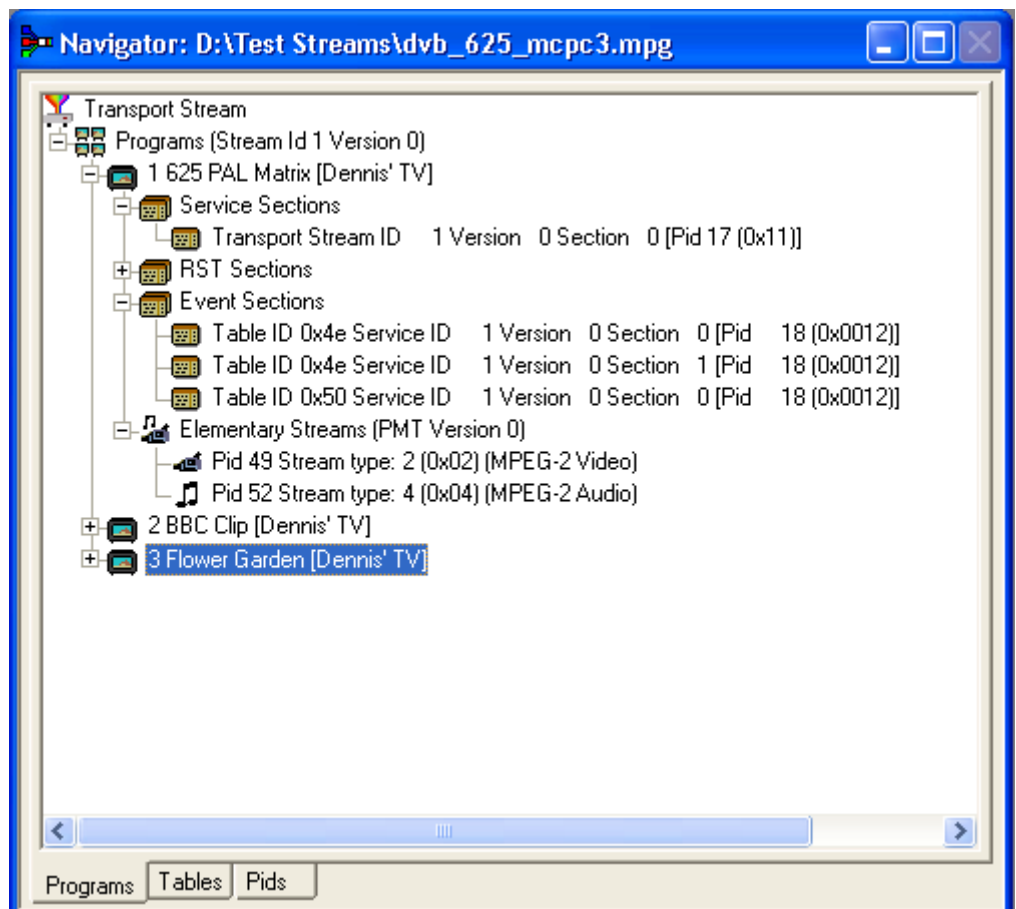 Navigator: D:\Test Streams\dvb_625_mcpc3.mpg
Transport Stream
Programs (Stream Id 1 Version 0)
1 625 PAL Matrix [Dennis' TV]
Service Sections
Transport Stream ID 1 Version 0 Section 0 [Pid 17 (0x11)]
RST Sections
Event Sections
Table ID 0x4e Service ID 1 Version 0 Section 0 [Pid 18 (0x0012)]
Table ID 0x4e Service ID 1 Version 0 Section 1 [Pid 18 (0x0012)]
Table ID 0x50 Service ID 1 Version 0 Section 0 [Pid 18 (0x0012)]
Elementary Streams (PMT Version 0)
Pid 49 Stream type: 2 (0x02) (MPEG-2 Video)
Pid 52 Stream type: 4 (0x04) (MPEG-2 Audio)
2 BBC Clip [Dennis' TV]
3 Flower Garden [Dennis' TV]
Programs Tables Pids